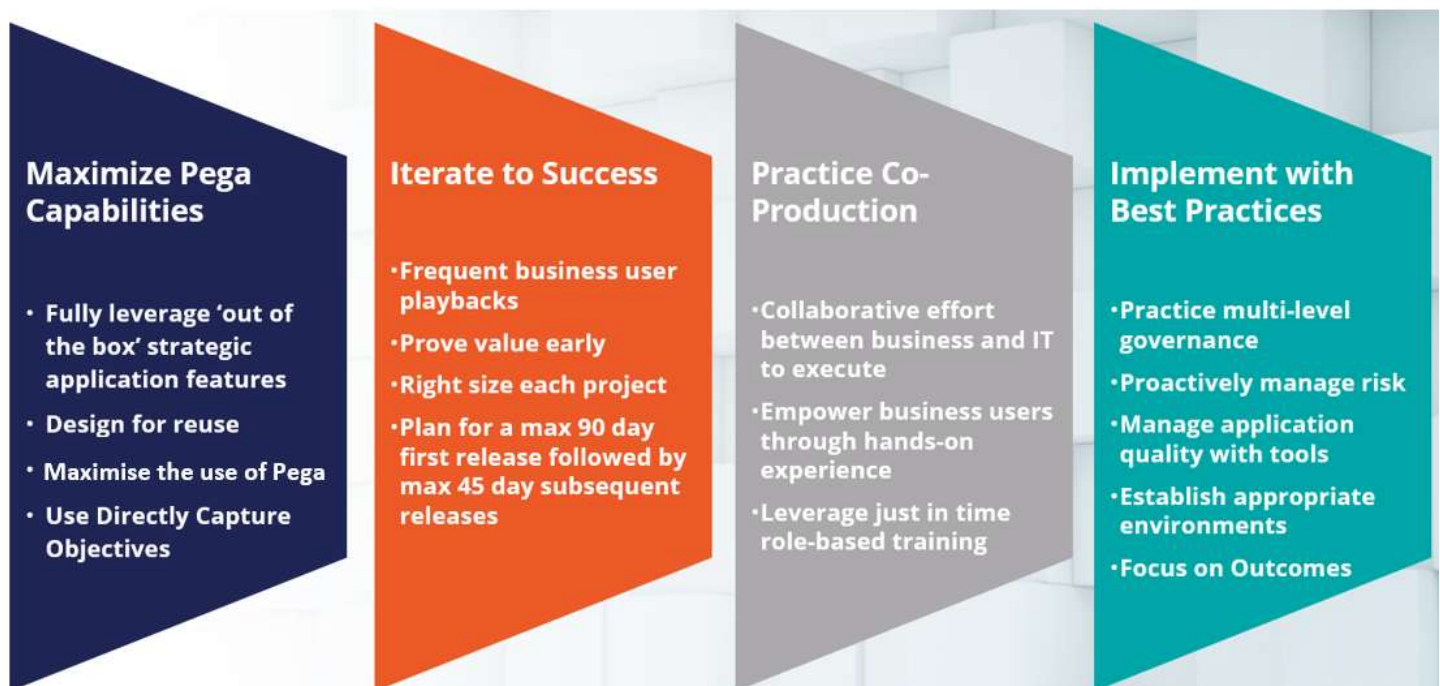 Maximize Pega
Capabilities
• Fully leverage ‘out of
the box’ strategic
application features
• Design for reuse
• Maximise the use of Pega
• Use Directly Capture
Objectives
Iterate to Success
•Frequent business user
playbacks
•Prove value early
•Right size each project
•Plan for a max 90 day
first release followed by
max 45 day subsequent
releases
Practice Co-
Production
•Collaborative effort
between business and IT
to execute
•Empower business users
through hands-on
experience
•Leverage just in time
role-based training
Implement with
Best Practices
•Practice multi-level
governance
•Proactively manage risk
•Manage application
quality with tools
•Establish appropriate
environments
•Focus on Outcomes